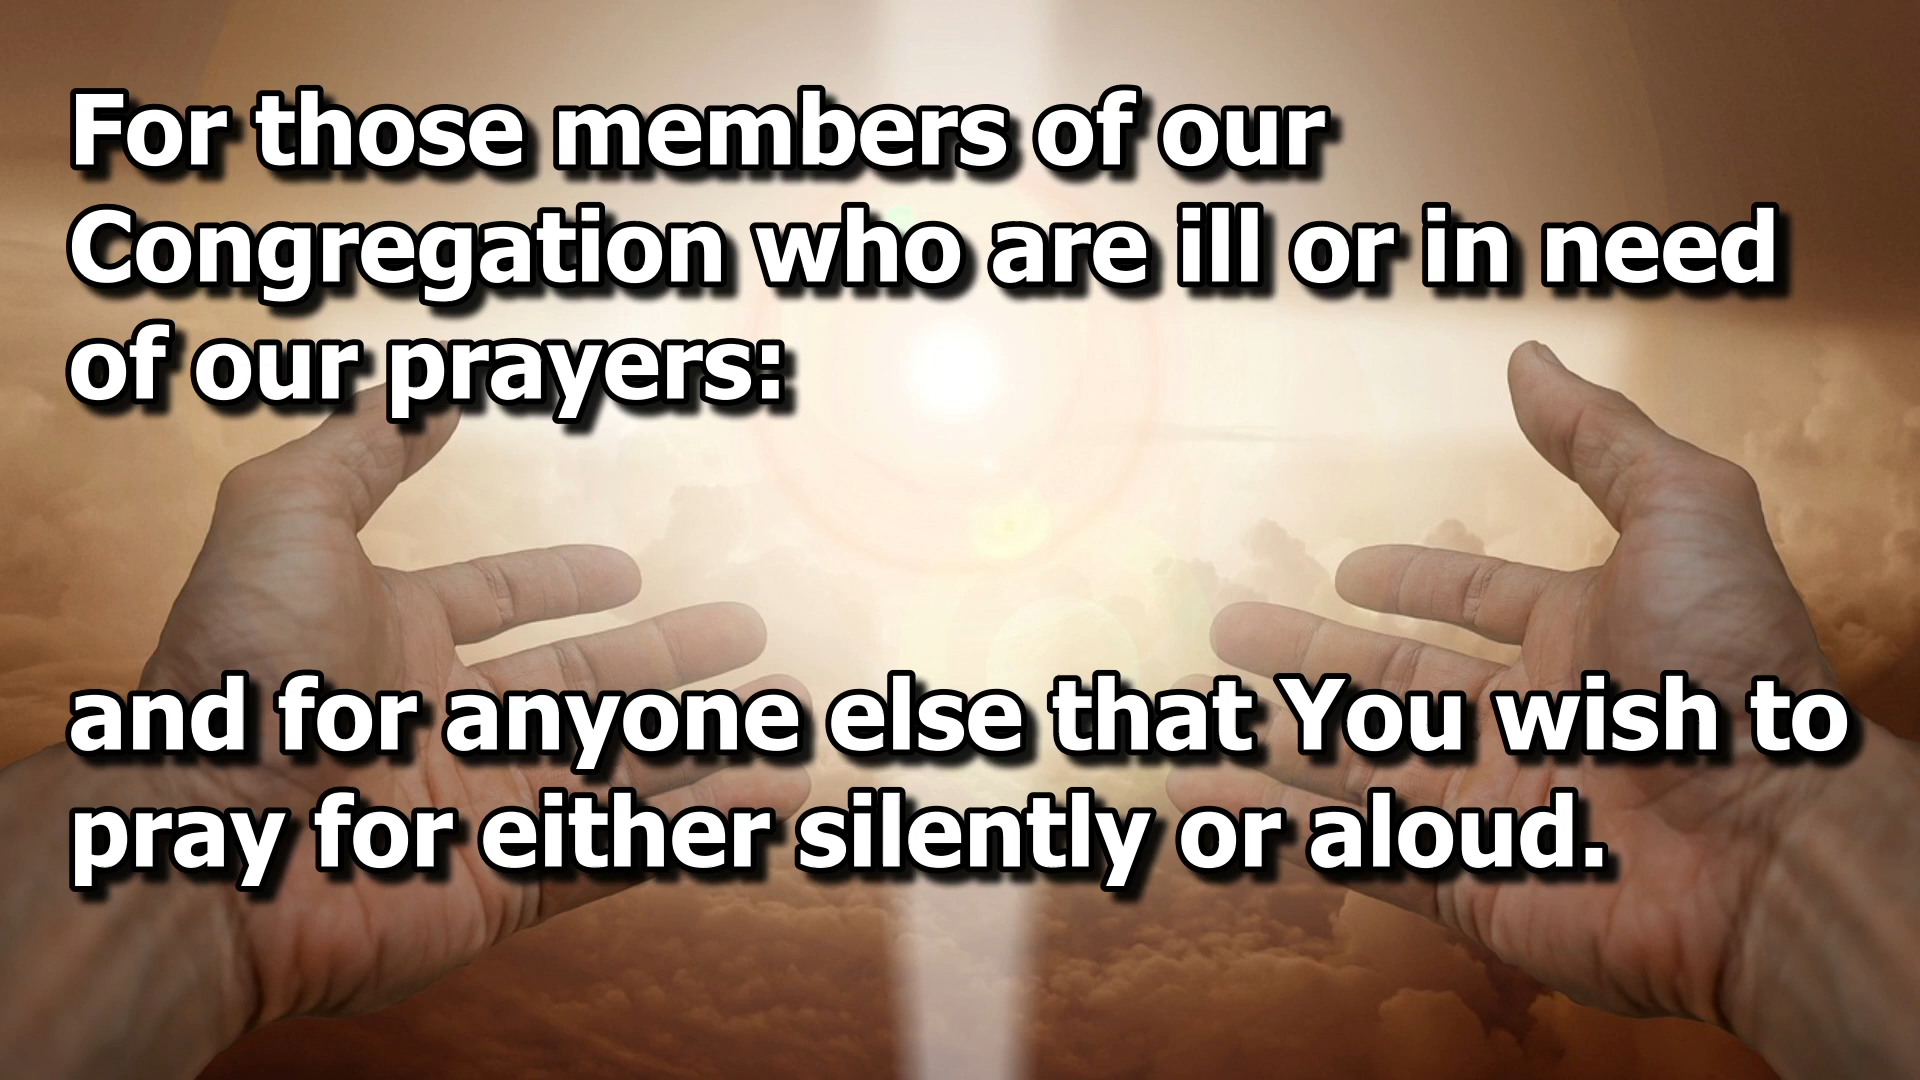 For those members of our
Congregation who are ill or in need
of our prayers:
and for anyone else that You wish to
pray for either silently or aloud.